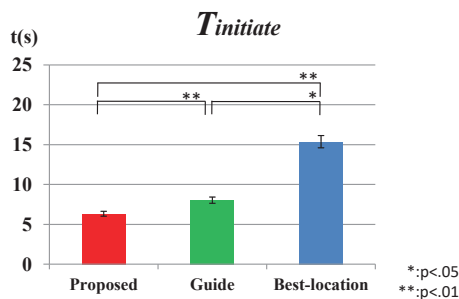 Tinitiate
t(s)
25
**
20
** *
15
10
5
0
Proposed Guide Best-location
*:p<.05
**:p<.01